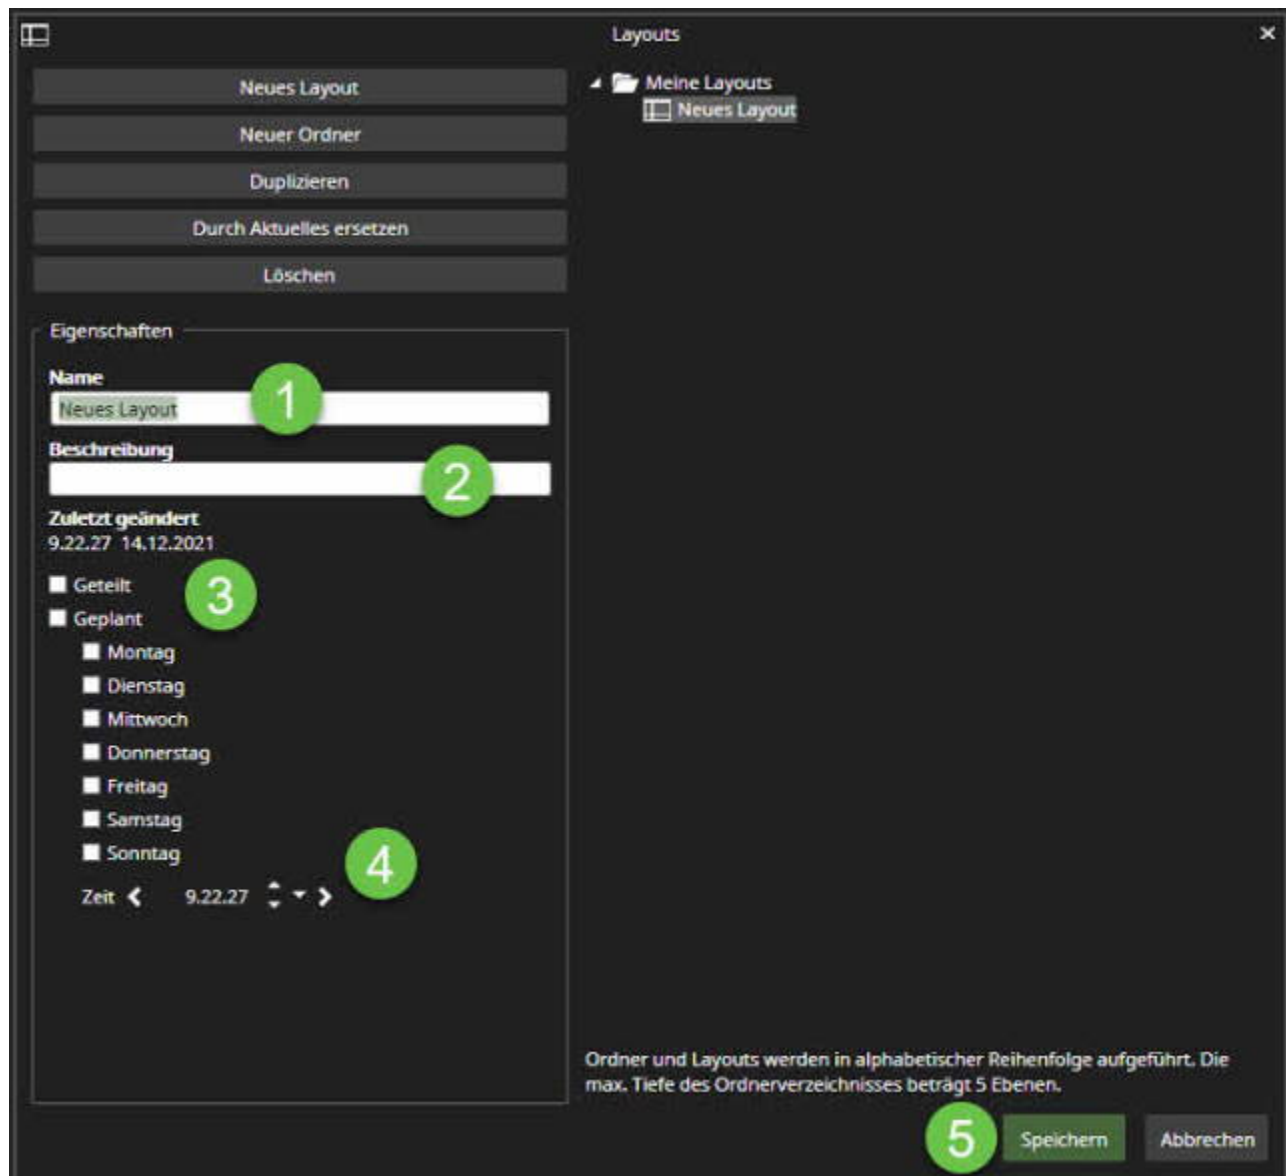 Layouts
Neues Layout
Neuer Ordner
Duplizieren
Durch Aktuelles ersetzen
Löschen
Eigenschaften
Name
Neues Layout
1
Beschreibung
2
Zuletzt geändert
9.22.27 14.12.2021
Geteilt
3
Geplant
Montag
Dienstag
Mittwoch
Donnerstag
Freitag
Samstag
Sonntag
4
Zeit 9.22.27
Meine Layouts
Neues Layout
Ordner und Layouts werden in alphabetischer Reihenfolge aufgeführt. Die
max. Tiefe des Ordnerverzeichnisses beträgt 5 Ebenen.
5 Speichern Abbrechen